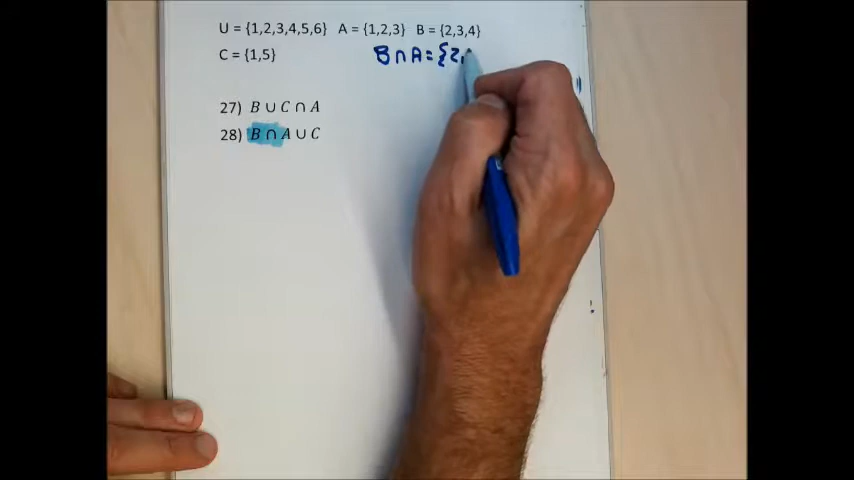 U = {1,2,3,4,5,6} A = {1,2,3} B = {2,3,4}
C = {1,5} B ∩ A = {2,
27) B ∪ C ∩ A
28) B ∩ A ∪ C